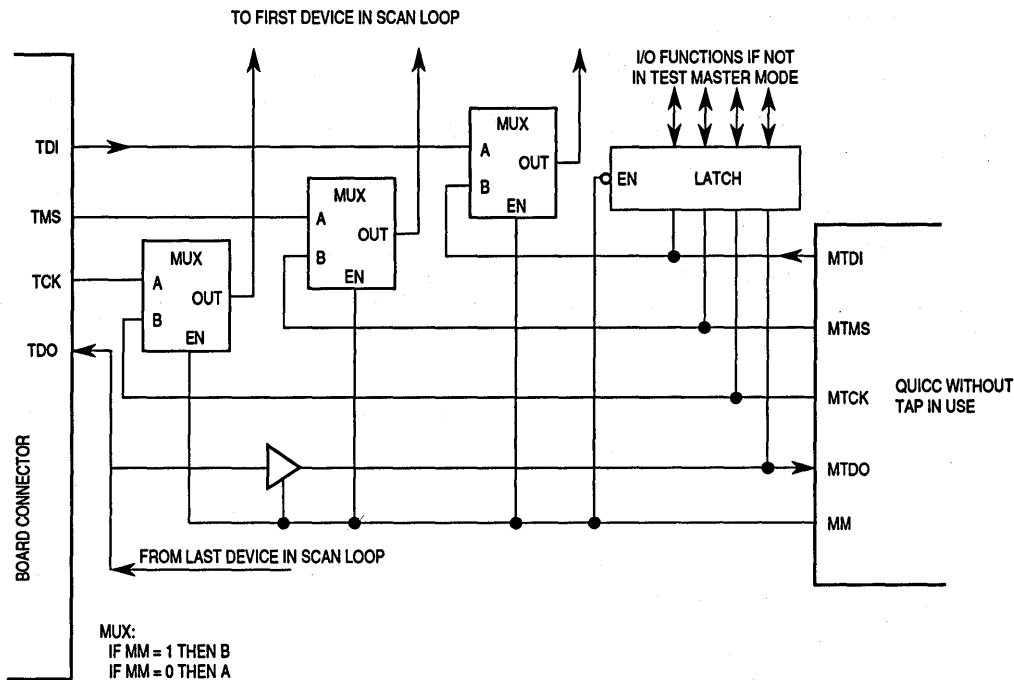 TO FIRST DEVICE IN SCAN LOOP
I/O FUNCTIONS IF NOT
IN TEST MASTER MODE
TDI
MUX
A
OUT
B
EN
EN
LATCH
TMS
MUX
A
OUT
B
EN
MTDI
TCK
MUX
A
OUT
B
EN
MTMS
TDO
MTCK
QUICC WITHOUT
TAP IN USE
MTDO
MM
BOARD CONNECTOR
FROM LAST DEVICE IN SCAN LOOP
MUX:
IF MM = 1 THEN B
IF MM = 0 THEN A